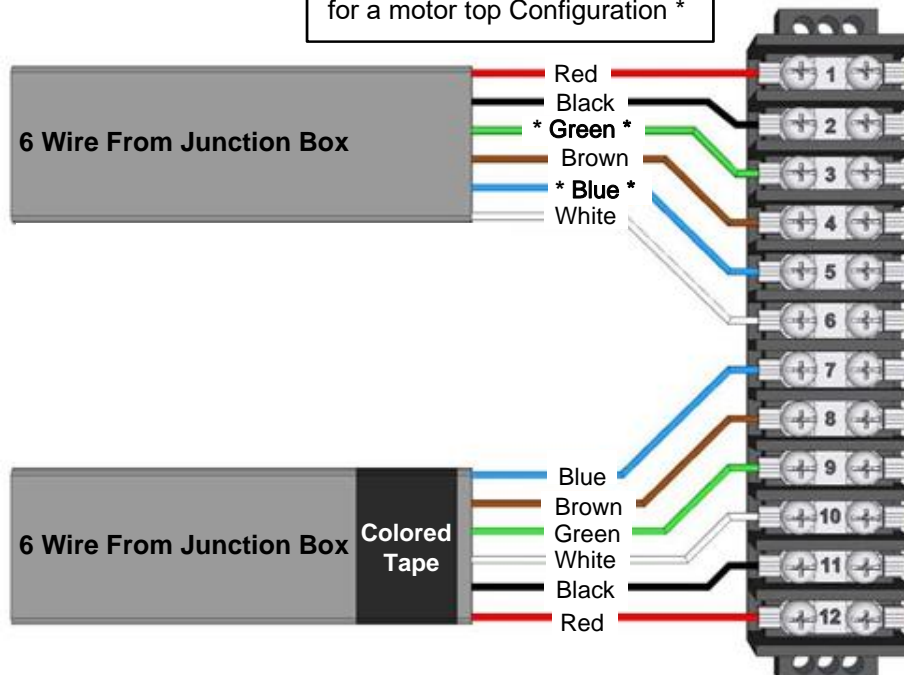 for a motor top Configuration *
6 Wire From Junction Box
Red
Black
* Green *
Brown
* Blue *
White
1
2
3
4
5
6
7
8
9
10
11
12
6 Wire From Junction Box
Colored
Tape
Blue
Brown
Green
White
Black
Red